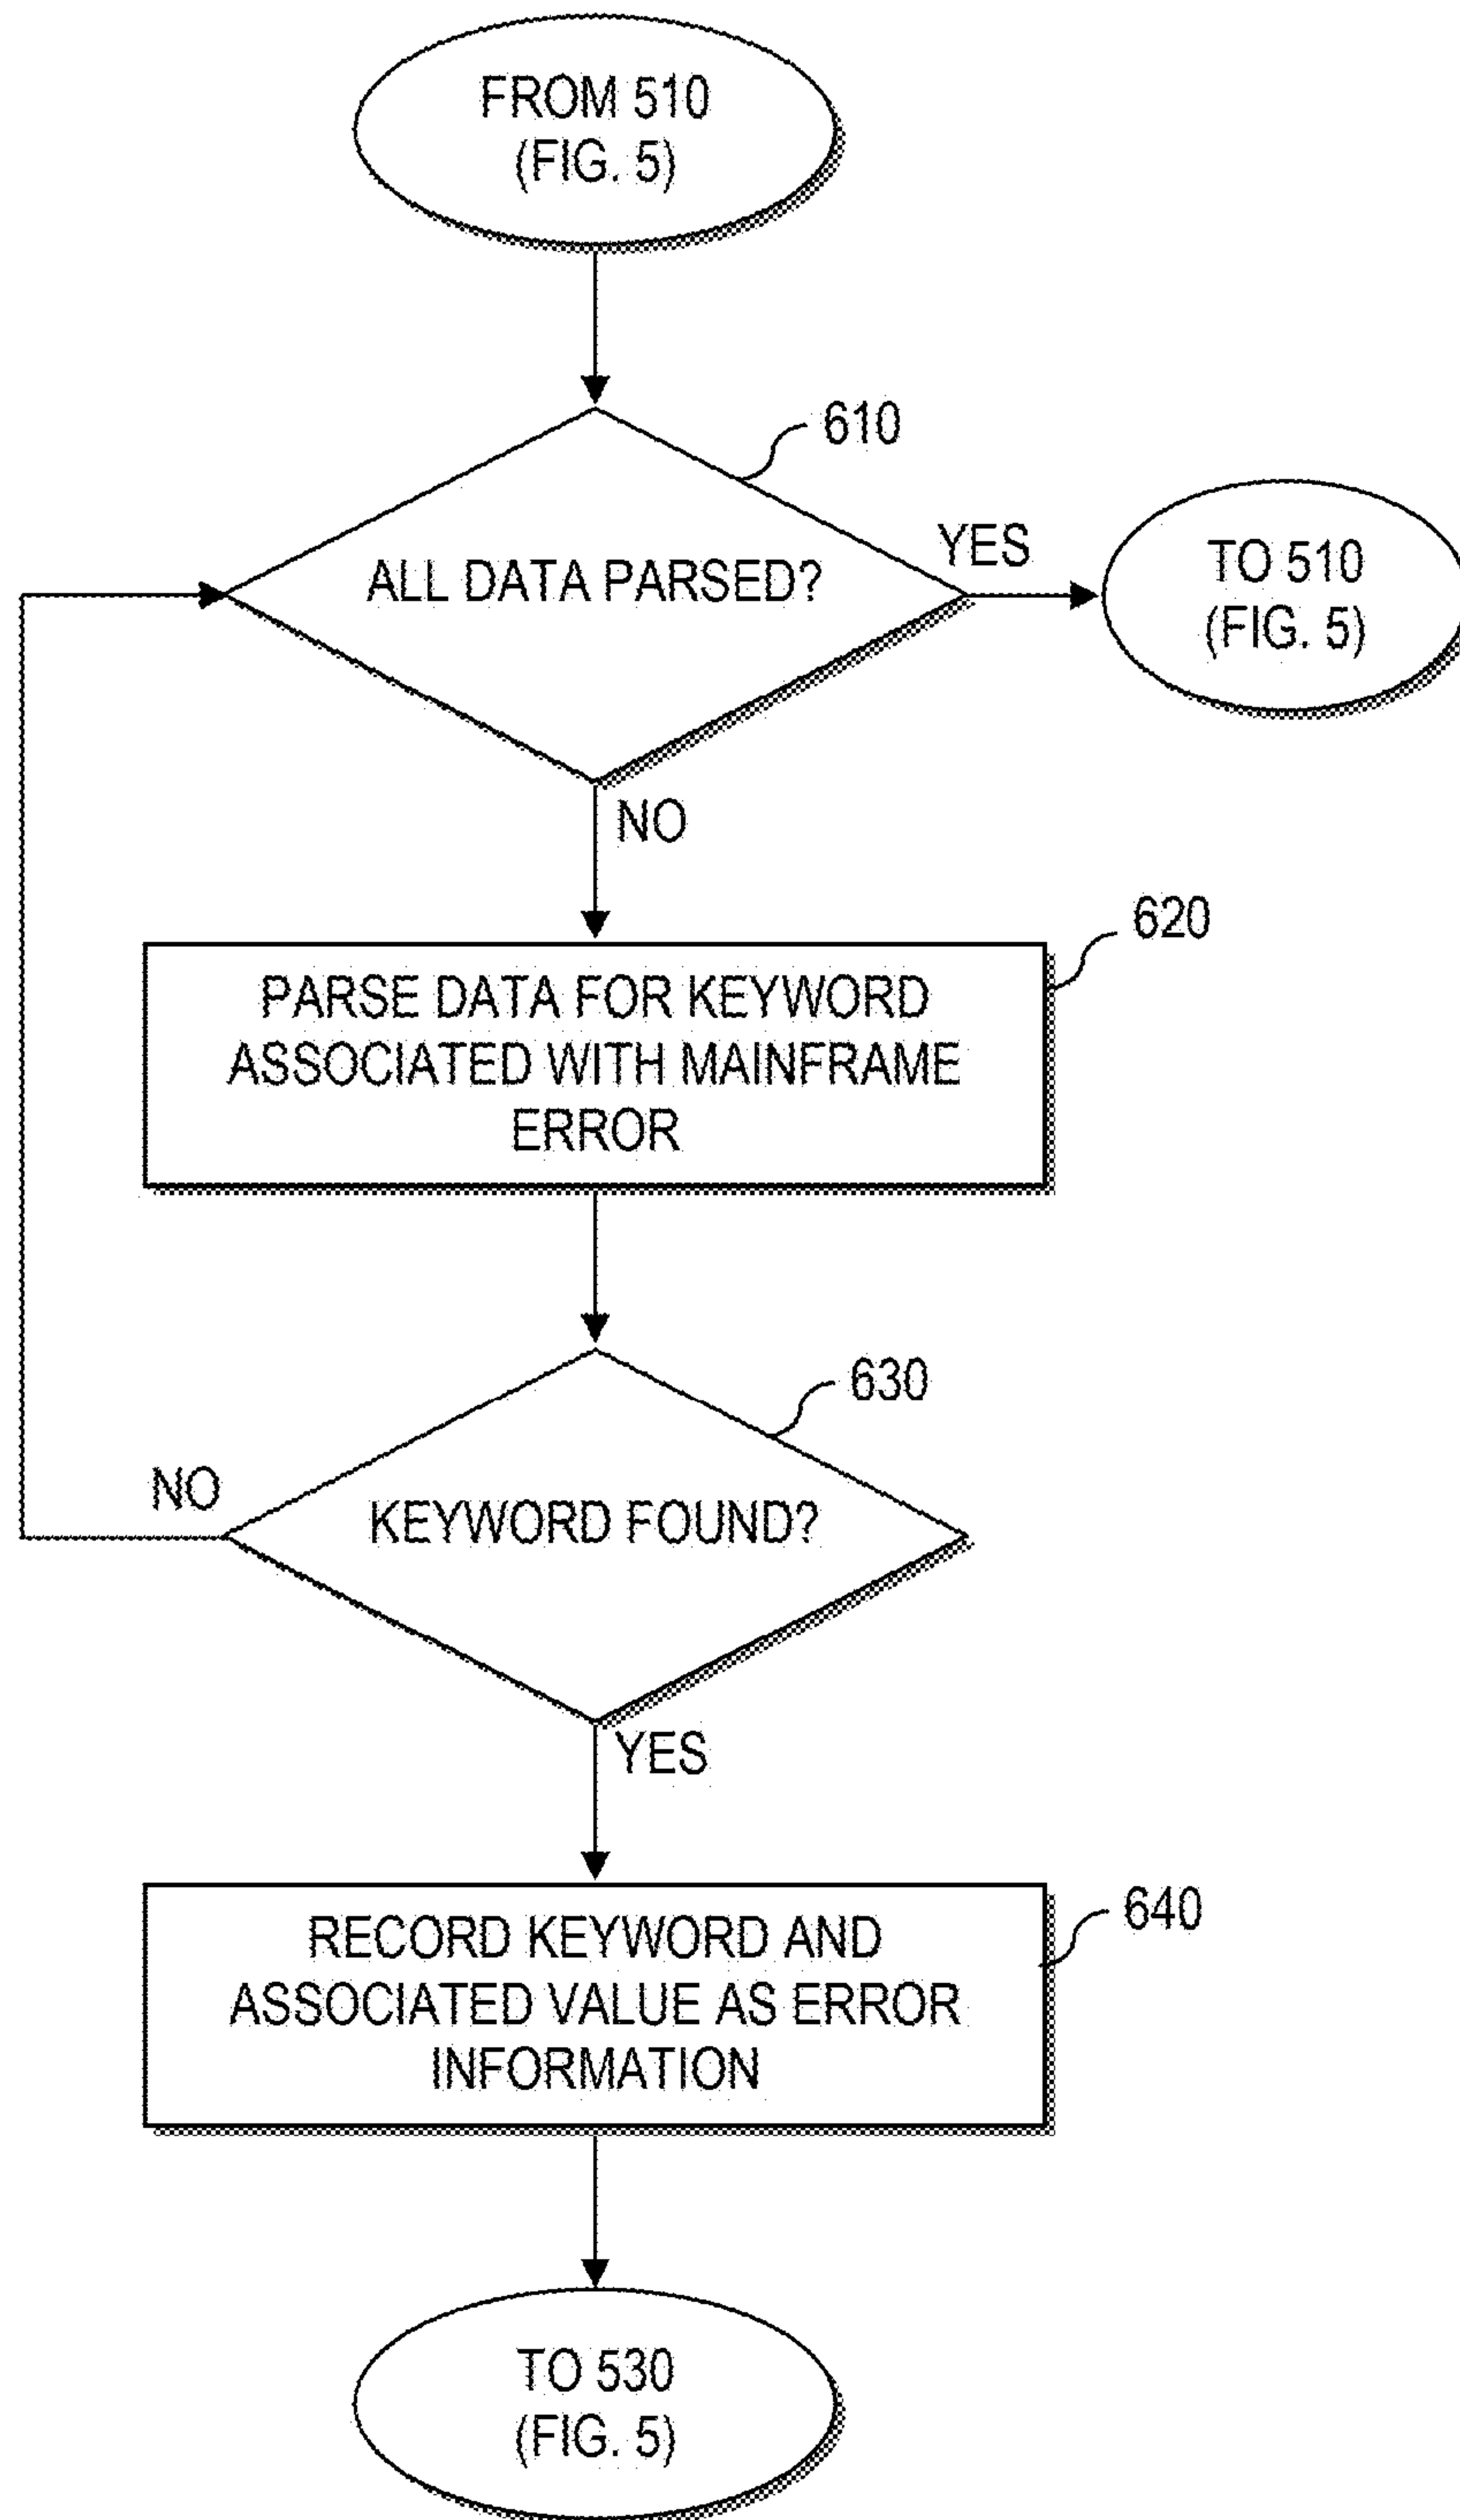 FROM 510
(FIG. 5)
610
ALL DATA PARSED?
YES
TO 510
(FIG. 5)
NO
620
PARSE DATA FOR KEYWORD
ASSOCIATED WITH MAINFRAME
ERROR
630
NO
KEYWORD FOUND?
YES
640
RECORD KEYWORD AND
ASSOCIATED VALUE AS ERROR
INFORMATION
TO 530
(FIG. 5)